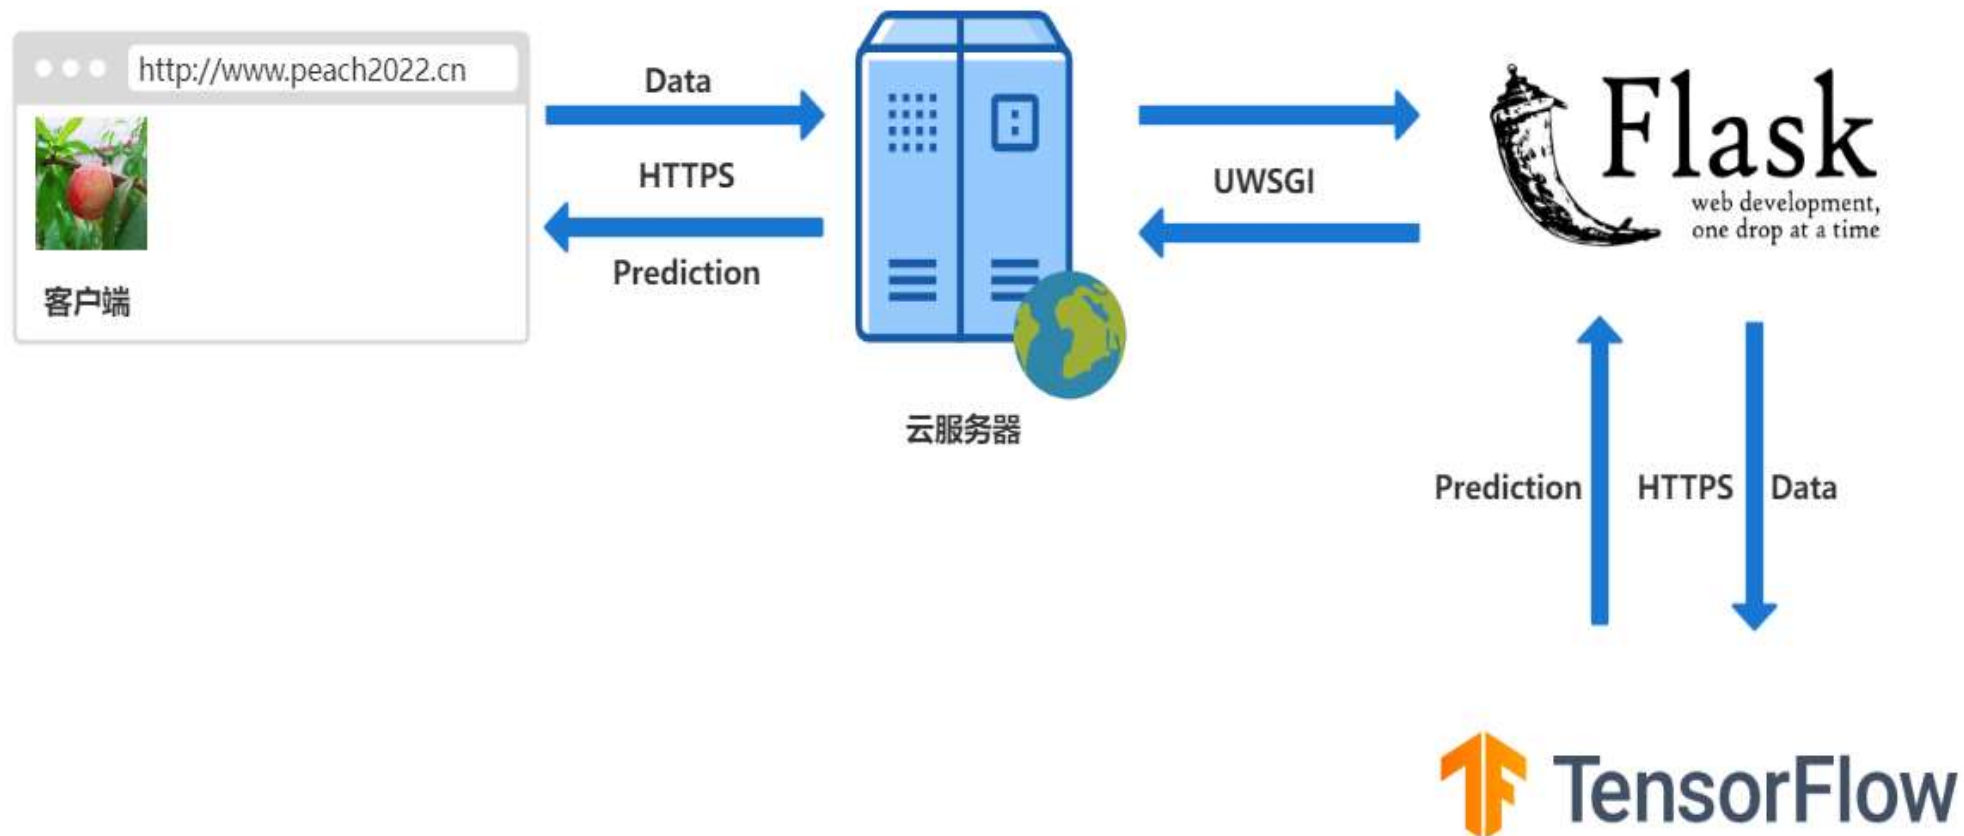 http://www.peach2022.cn
客户端
Data
HTTPS
Prediction
云服务器
UWSGI
Flask
web development,
one drop at a time
Prediction
HTTPS
Data
TensorFlow